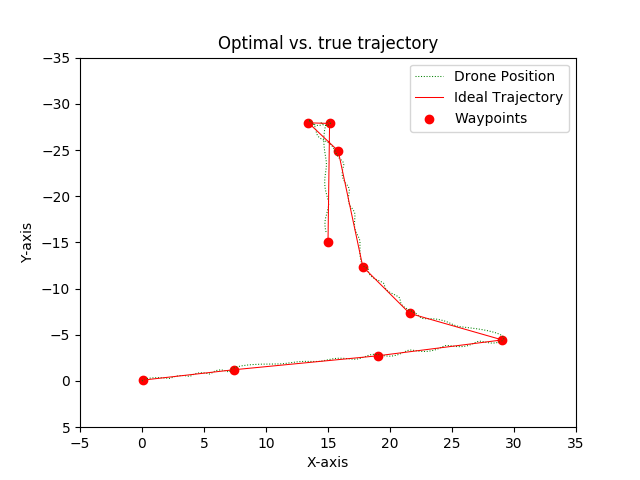 Optimal vs. true trajectory
Drone Position
Ideal Trajectory
Waypoints
Y-axis
−35
−30
−25
−20
−15
−10
−5
0
5
−5 0 5 10 15 20 25 30 35
X-axis